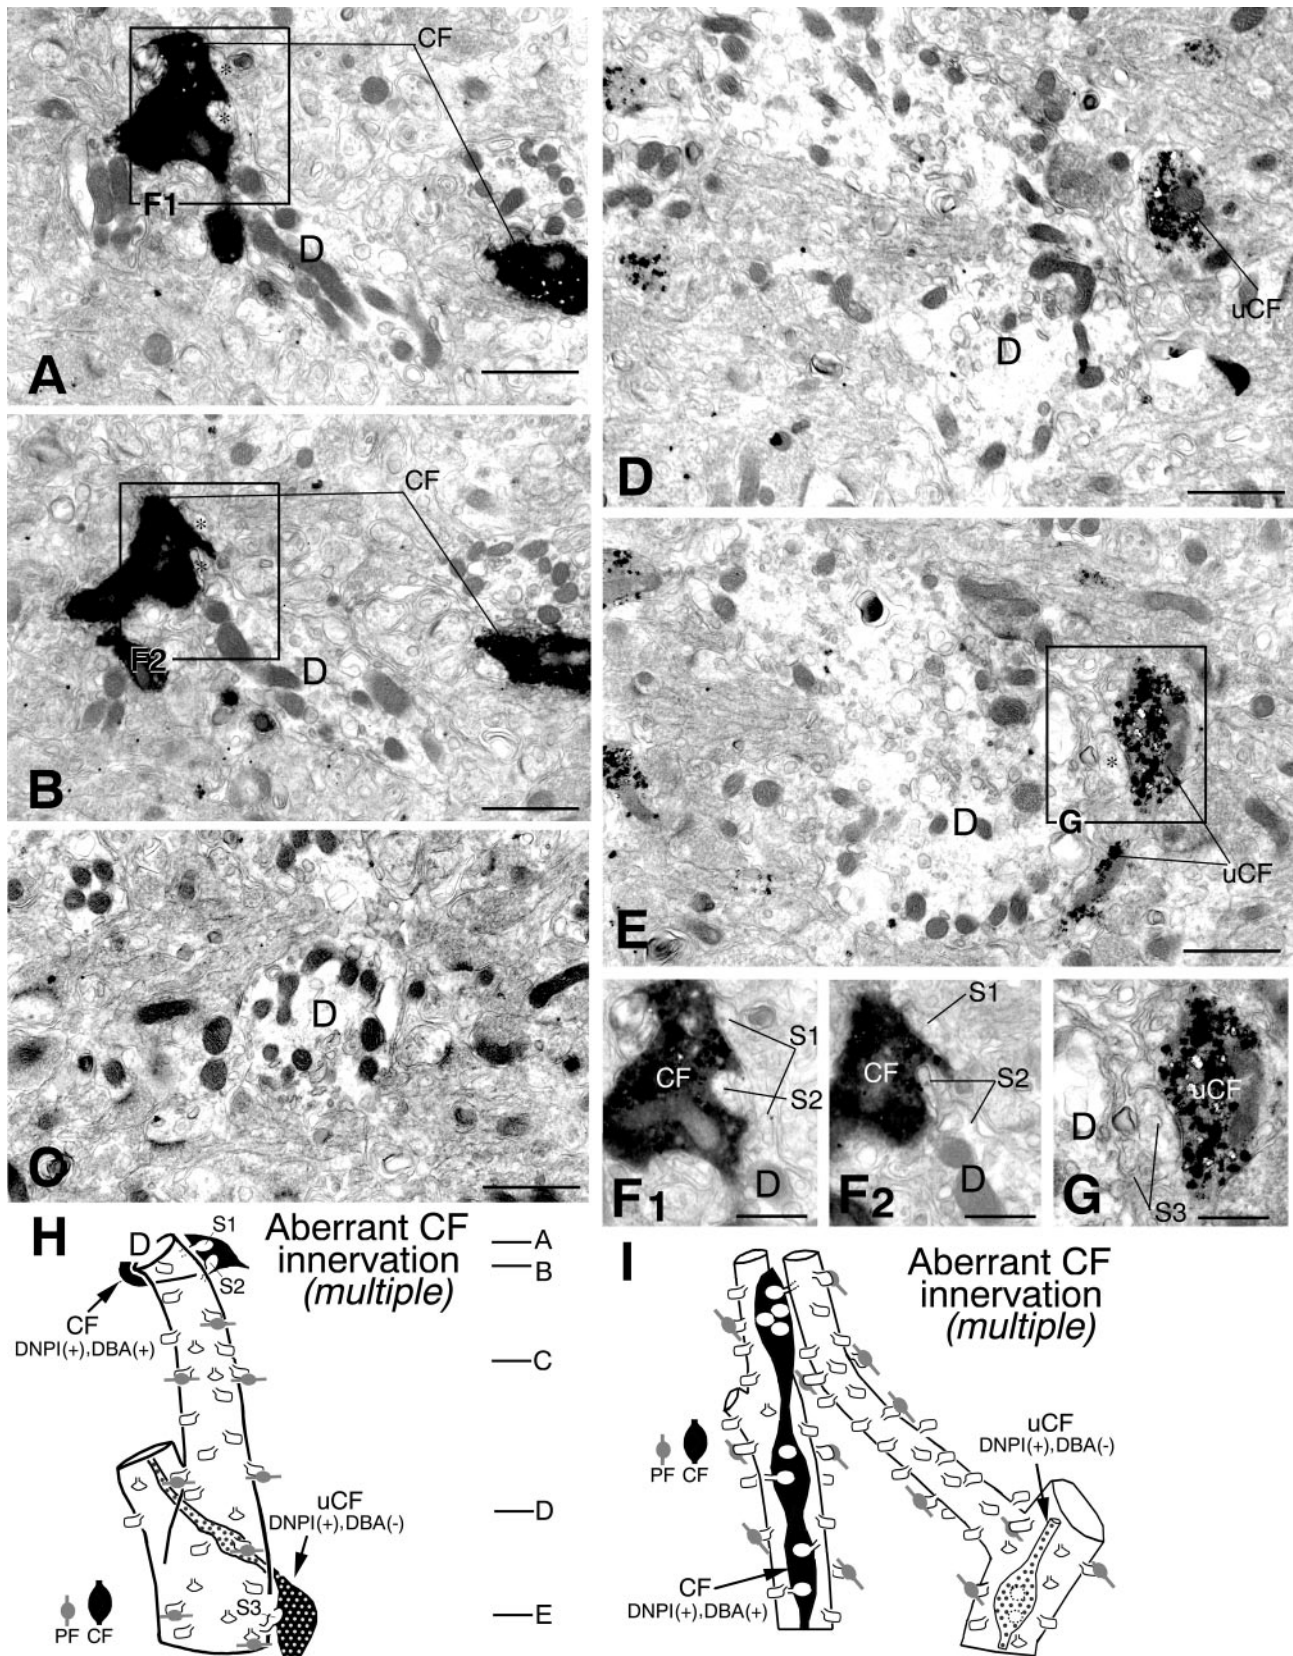 CF
*
*
F1
D
A
CF
*
*
F2
D
B
D
C
uCF
D
D
*
D
G
uCF
E
S1
CF
S2
D
F1
S1
CF
S2
D
F2
uCF
D
S3
G
H
D
S1
S2
Aberrant CF
innervation
(multiple)
CF
DNPI(+),DBA(+)
A
B
C
uCF
DNPI(+),DBA(-)
D
S3
PF CF
E
I
Aberrant CF
innervation
(multiple)
uCF
DNPI(+),DBA(-)
PF CF
CF
DNPI(+),DBA(+)